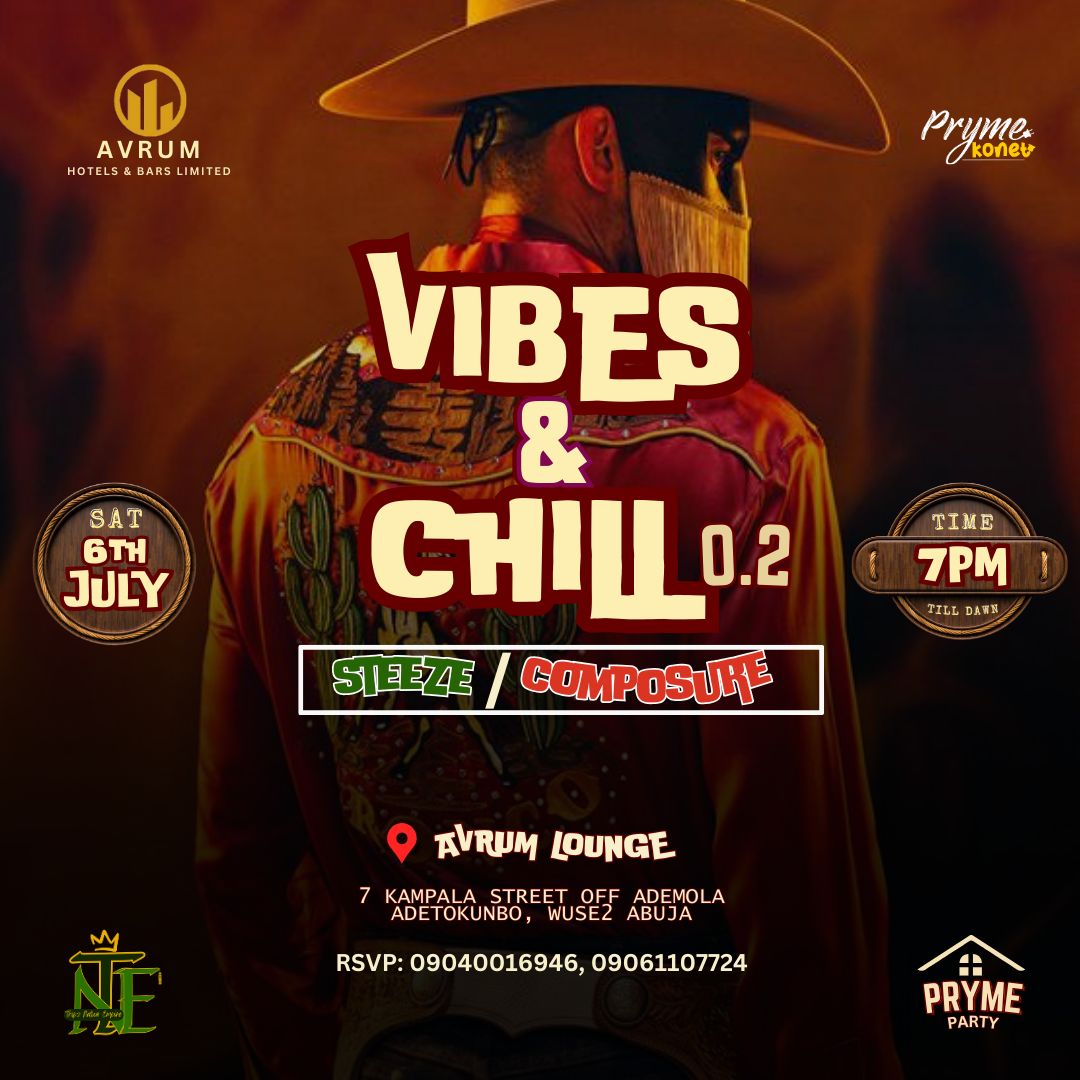 AVRUM
HOTELS & BARS LIMITED
Pryme
konet
VIBES
&
CHILL 0.2
SAT
6TH
JULY
TIME
7PM
TILL DAWN
STEEZE / COMPOSURE
AVRUM LOUNGE
7 KAMPALA STREET OFF ADEMOLA
ADETOKUNBO, WUSE2 ABUJA
RSVP: 09040016946, 09061107724
PRYME
PARTY